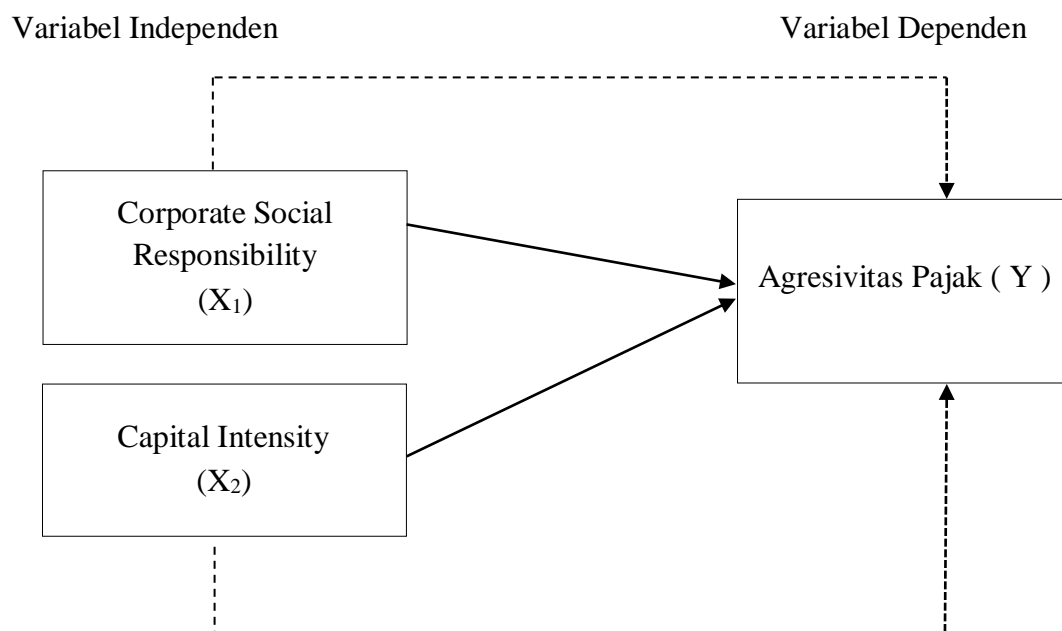 Variabel Independen
Variabel Dependen
Corporate Social
Responsibility
(X₁)
Agresivitas Pajak ( Y )
Capital Intensity
(X₂)